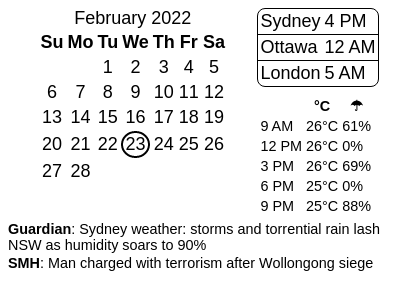 February 2022
Su Mo Tu We Th Fr Sa
1 2 3 4 5
6 7 8 9 10 11 12
13 14 15 16 17 18 19
20 21 22 23 24 25 26
27 28
Sydney 4 PM
Ottawa 12 AM
London 5 AM
°C ☂
9 AM 26°C 61%
12 PM 26°C 0%
3 PM 26°C 69%
6 PM 25°C 0%
9 PM 25°C 88%
Guardian: Sydney weather: storms and torrential rain lash
NSW as humidity soars to 90%
SMH: Man charged with terrorism after Wollongong siege